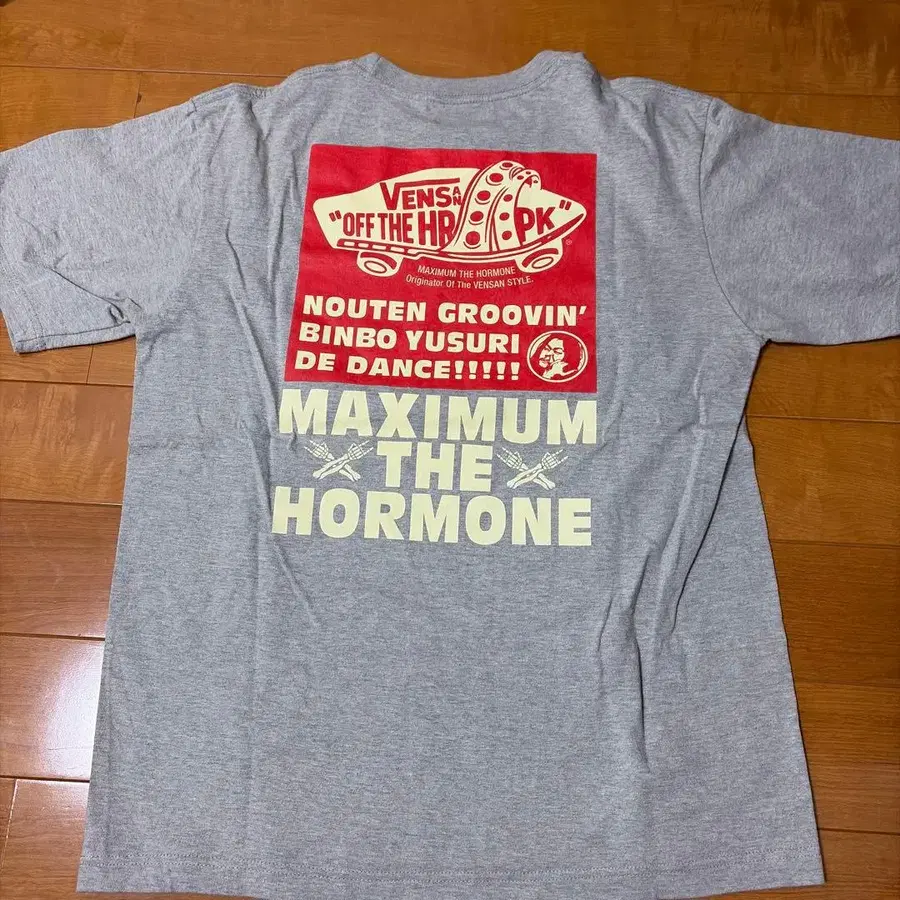 VENSAN
"OFF THE HR PK"
®
MAXIMUM THE HORMONE
Originator Of The VENSAN STYLE.
NOUTEN GROOVIN'
BINBO YUSURI
DE DANCE!!!!!
MAXIMUM
THE
HORMONE